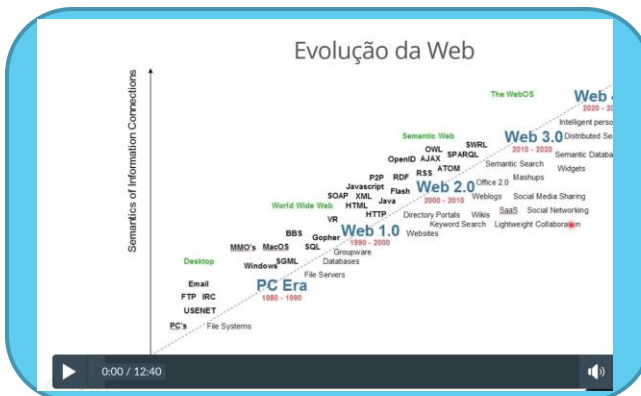 Evolução da Web
Semantics of Information Connections
The WebOS
Web
2020 - 20
Intelligent perso
Semantic Web
SWRL
Web 3.0
2010 - 2020
Distributed Sea
OWL
OpenID AJAX SPARQL
ATOM
Semantic Search
Semantic Databa
Widgets
P2P RDF RSS
Mashups
Javascript Flash
Web 2.0
2000 - 2010
Office 2.0
SOAP XML
Java
Weblogs Social Media Sharing
World Wide Web
HTML
HTTP
Directory Portals Wikis SaaS Social Networking
VR
Keyword Search Lightweight Collaboration
BBS
Gopher
Web 1.0
1990 - 2000
Websites
MMO's MacOS SQL
Groupware
Desktop
Windows SGML
Databases
File Servers
Email
PC Era
1980 - 1990
FTP IRC
USENET
PC's File Systems
0:00 / 12:40